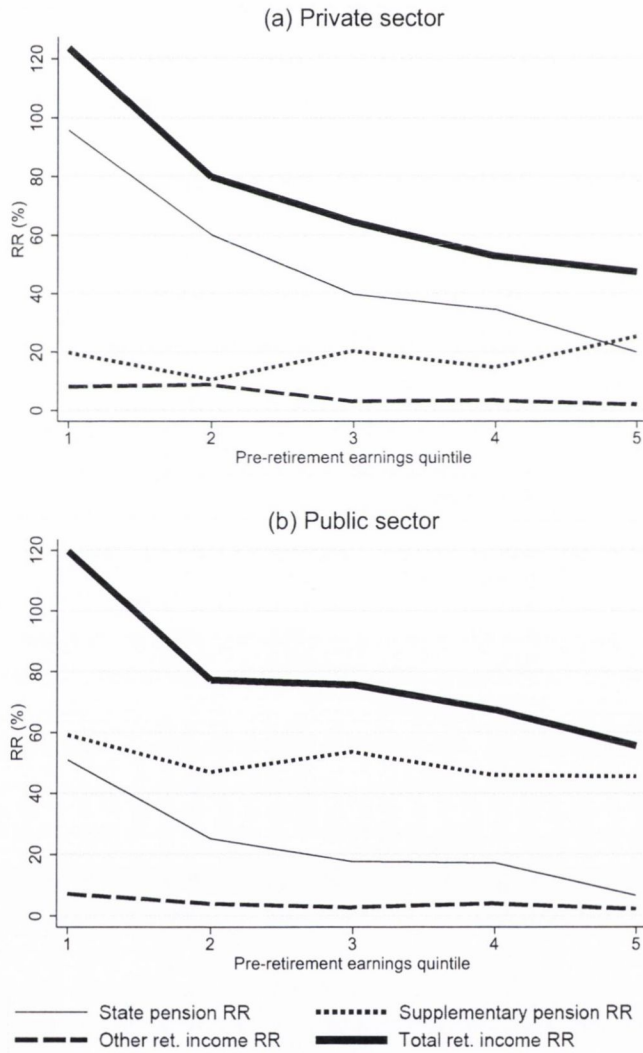 (a) Private sector
120
100
80
60
40
20
0
RR (%)
1 2 3 4 5
Pre-retirement earnings quintile
(b) Public sector
120
100
80
60
40
20
0
RR (%)
1 2 3 4 5
Pre-retirement earnings quintile
State pension RR Supplementary pension RR
Other ret. income RR Total ret. income RR